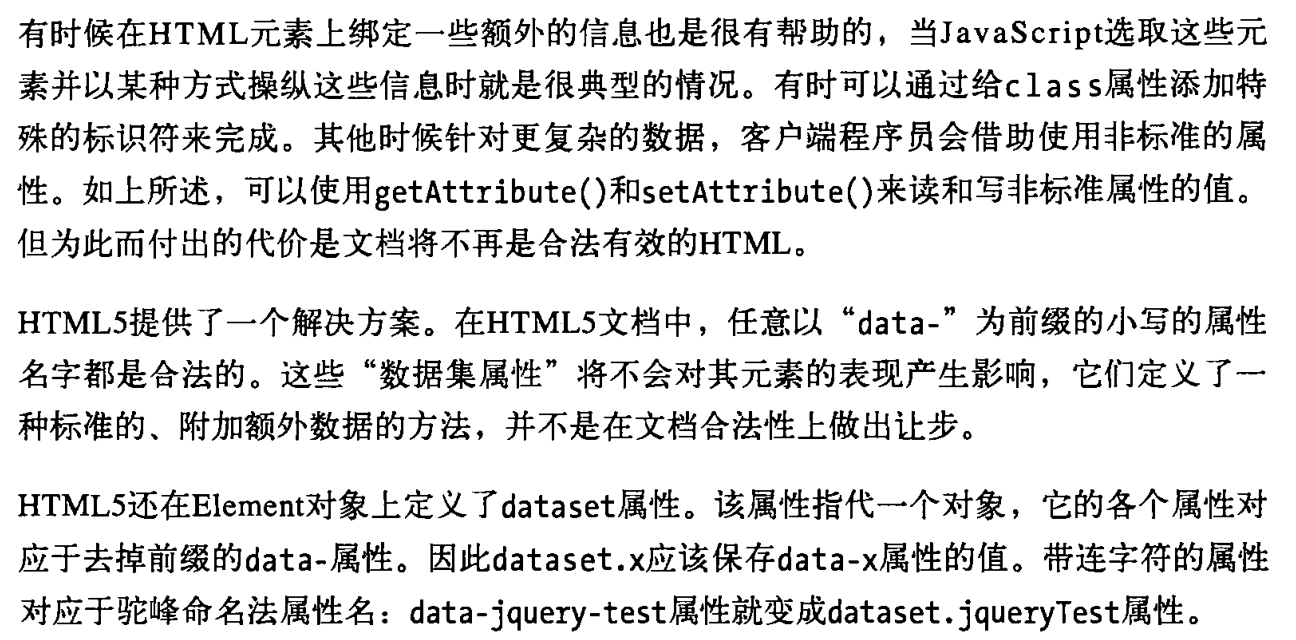 有时候在HTML元素上绑定一些额外的信息也是很有帮助的，当JavaScript选取这些元
素并以某种方式操纵这些信息时就是很典型的情况。有时可以通过给class属性添加特
殊的标识符来完成。其他时候针对更复杂的数据，客户端程序员会借助使用非标准的属
性。如上所述，可以使用getAttribute()和setAttribute()来读和写非标准属性的值。
但为此而付出的代价是文档将不再是合法有效的HTML。
HTML5提供了一个解决方案。在HTML5文档中，任意以“data-”为前缀的小写的属性
名字都是合法的。这些“数据集属性”将不会对其元素的表现产生影响，它们定义了一
种标准的、附加额外数据的方法，并不是在文档合法性上做出让步。
HTML5还在Element对象上定义了dataset属性。该属性指代一个对象，它的各个属性对
应于去掉前缀的data-属性。因此dataset.x应该保存data-x属性的值。带连字符的属性
对应于驼峰命名法属性名：data-jquery-test属性就变成dataset.jqueryTest属性。